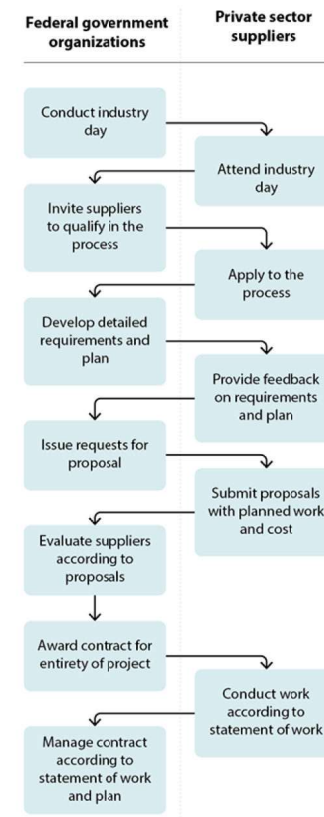 Federal government
organizations
Private sector
suppliers
Conduct industry
day
Attend industry
day
Invite suppliers
to qualify in the
process
Apply to the
process
Develop detailed
requirements and
plan
Provide feedback
on requirements
and plan
Issue requests for
proposal
Submit proposals
with planned work
and cost
Evaluate suppliers
according to
proposals
Award contract for
entirety of project
Conduct work
according to
statement of work
Manage contract
according to
statement of work
and plan